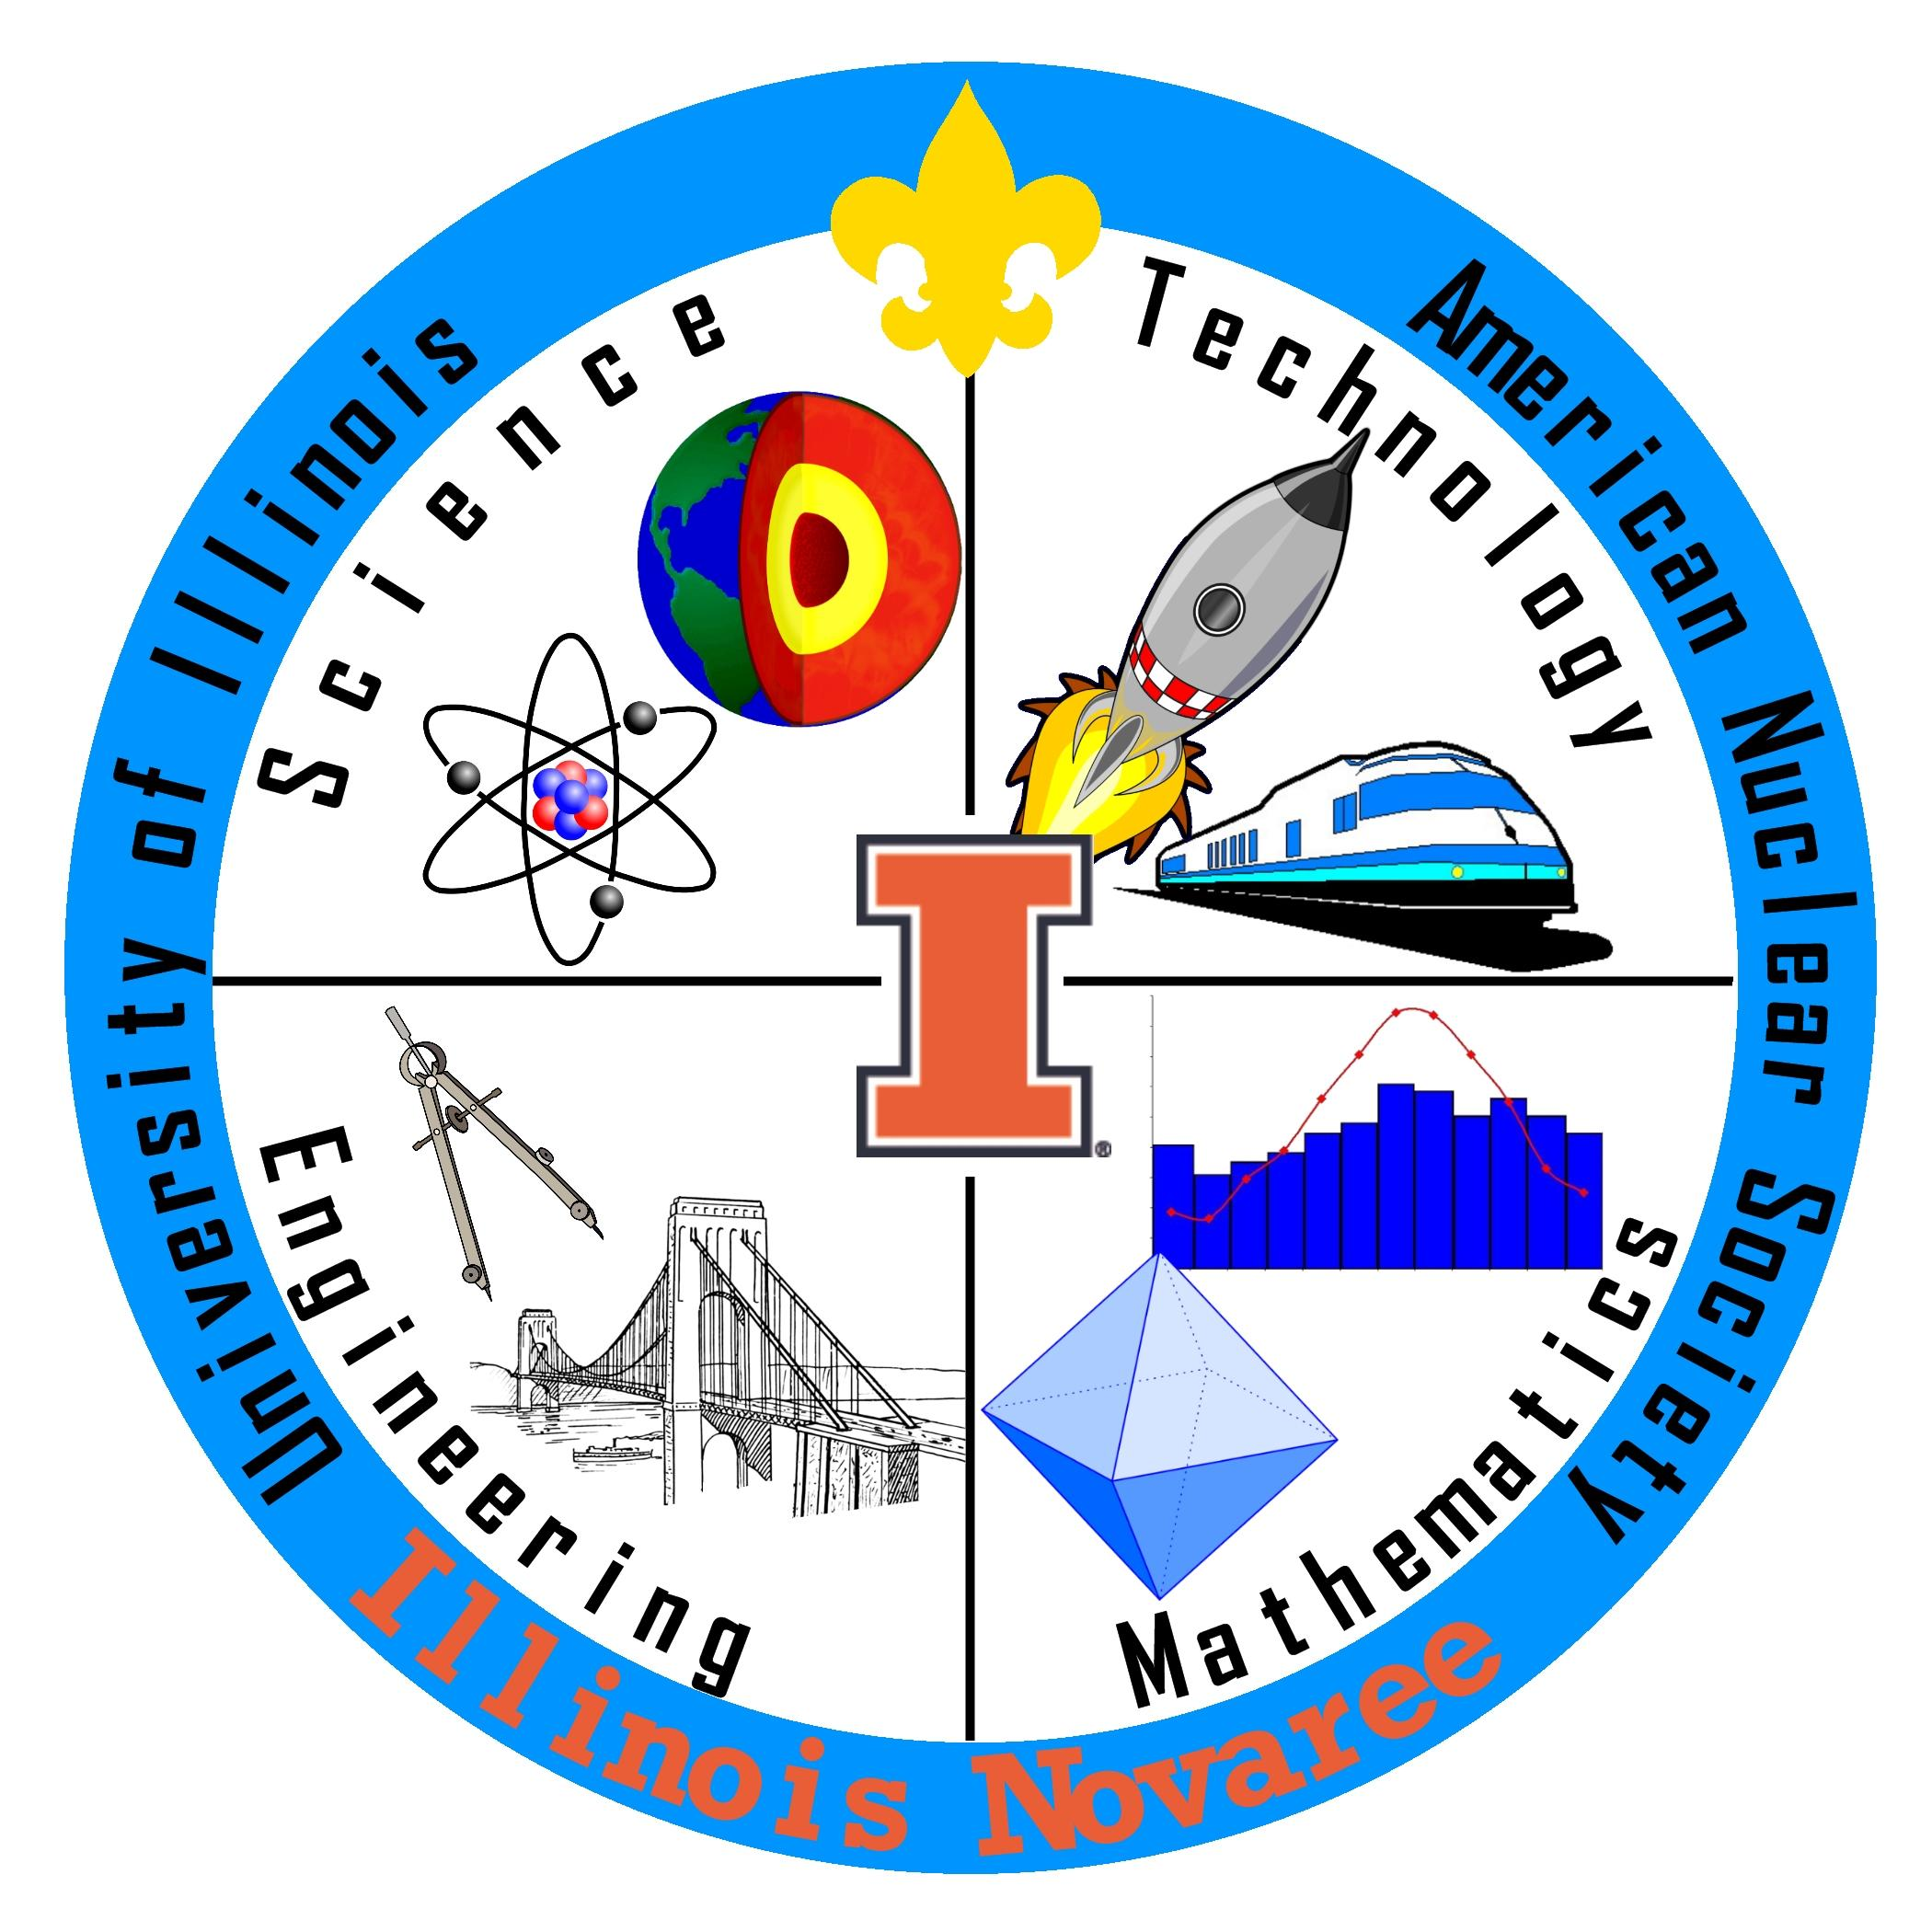 University of Illinois
American Nuclear Society
Science
Technology
I
®
Engineering
Mathematics
Illinois Novaree